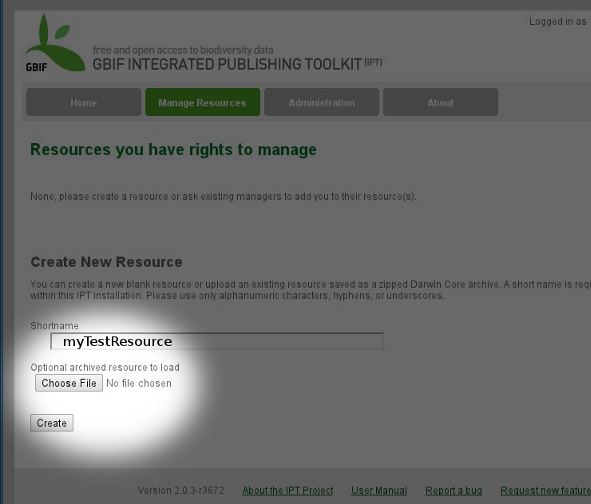 Logged in as
free and open access to biodiversity data
GBIF INTEGRATED PUBLISHING TOOLKIT (IPT)
GBIF
Home Manage Resources Administration About
Resources you have rights to manage
None, please create a resource or ask existing managers to add you to their resource(s).
Create New Resource
You can create a new blank resource or upload an existing resource saved as a zipped Darwin Core archive. A short name is requ
within this IPT installation. Please use only alphanumeric characters, hyphens, or underscores.
Shortname
myTestResource
Optional archived resource to load
Choose File No file chosen
Create
Version 2.0.3-r3672 About the IPT Project User Manual Report a bug Request new feature